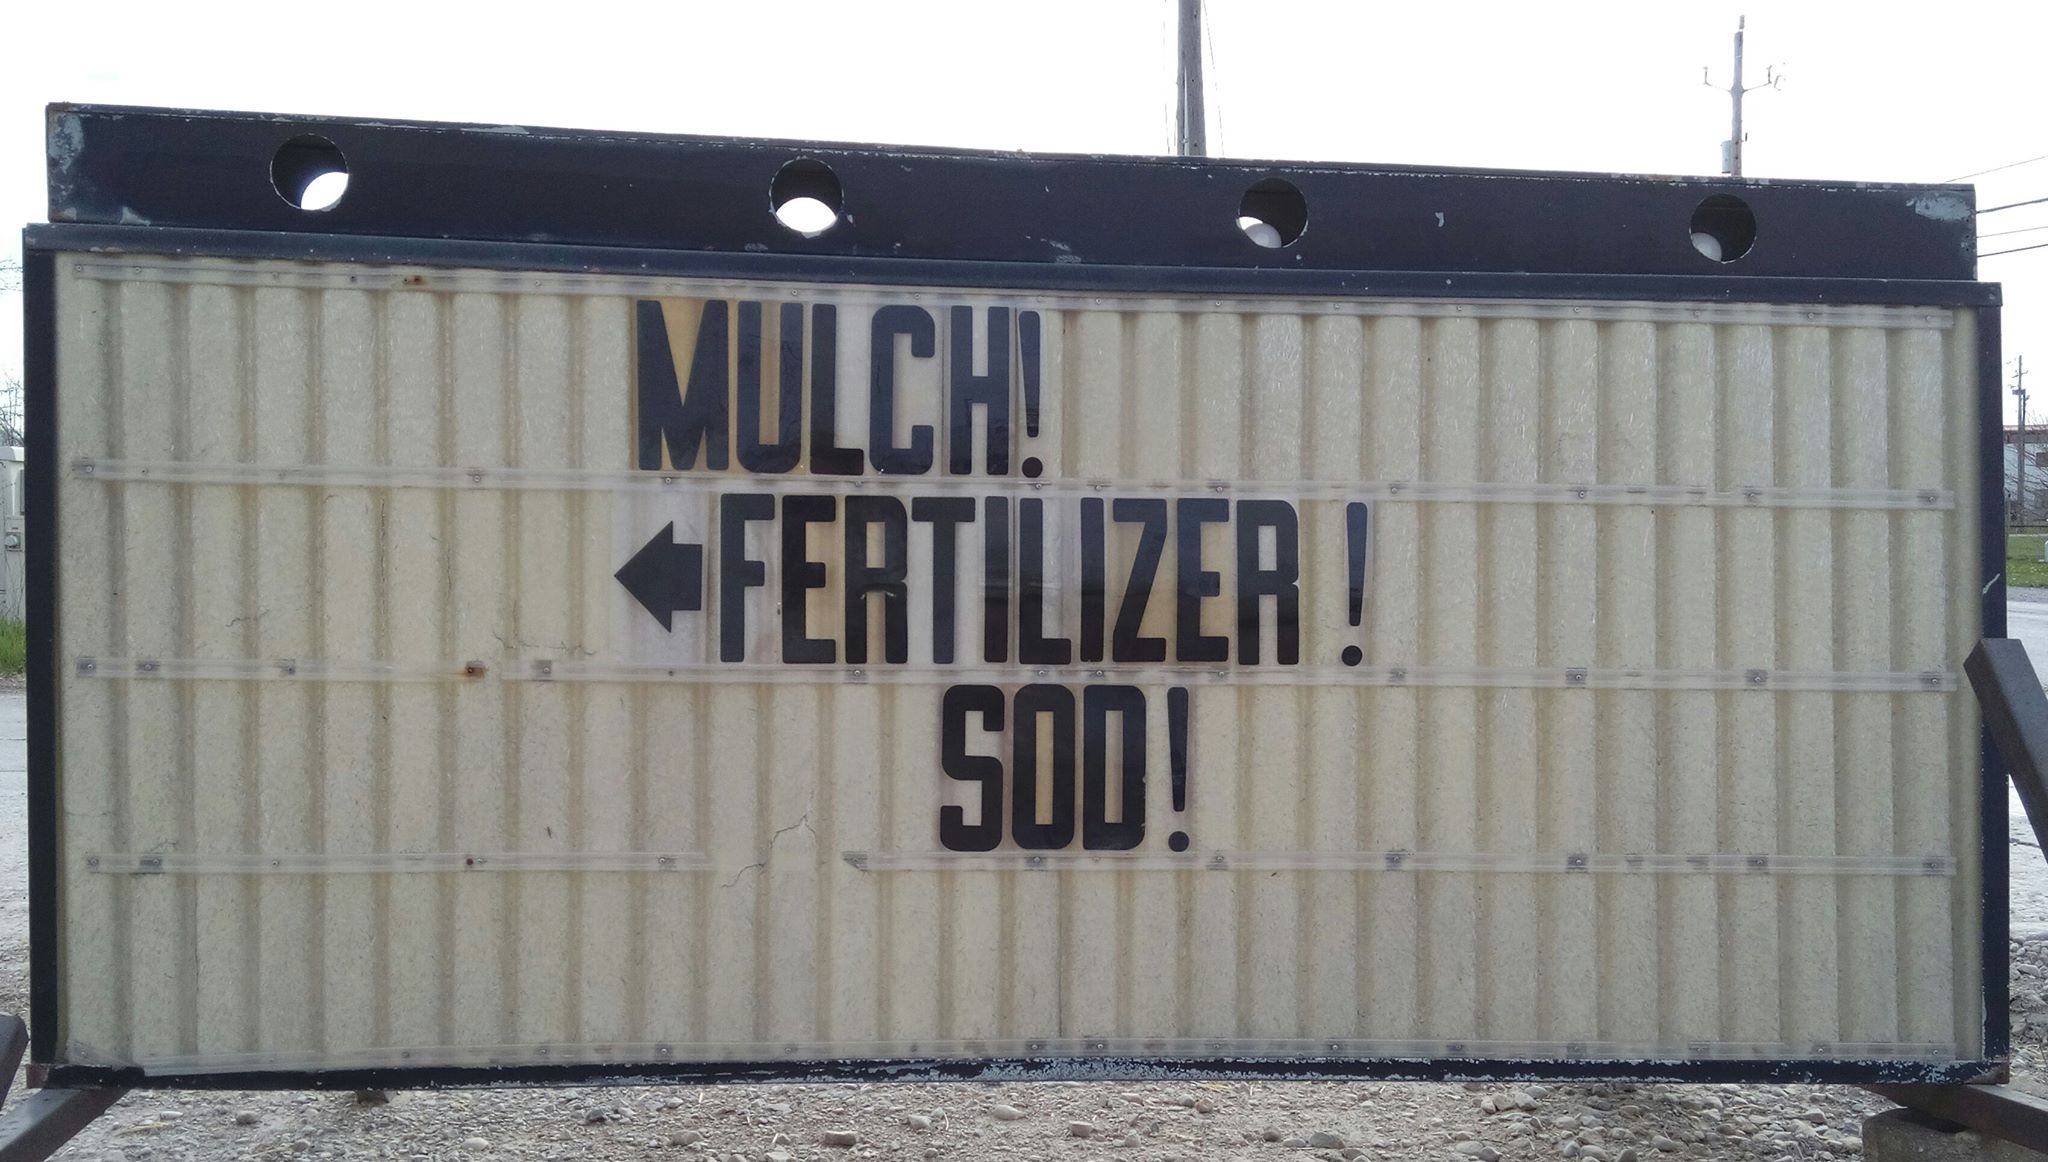 MULCH!
← FERTILIZER !
SOD!